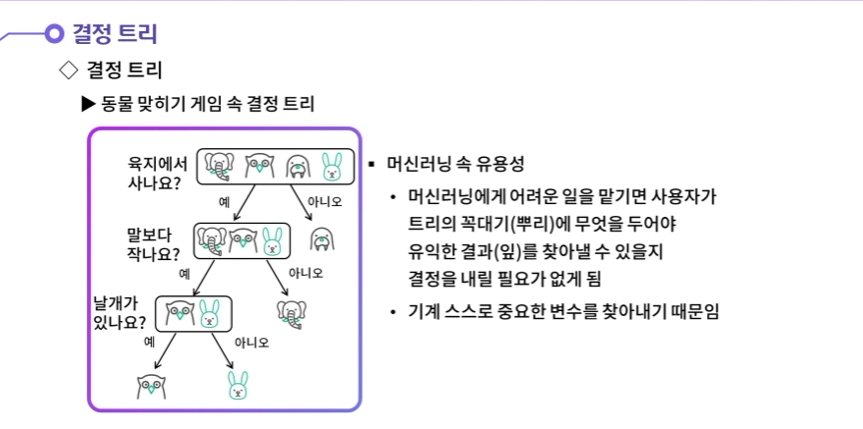 결정 트리
◇ 결정 트리
▶ 동물 맞히기 게임 속 결정 트리
육지에서
사나요?
예
아니오
말보다
작나요?
예
아니오
날개가
있나요?
예
아니오
▪ 머신러닝 속 유용성
• 머신러닝에게 어려운 일을 맡기면 사용자가
트리의 꼭대기(뿌리)에 무엇을 두어야
유익한 결과(잎)를 찾아낼 수 있을지
결정을 내릴 필요가 없게 됨
• 기계 스스로 중요한 변수를 찾아내기 때문임